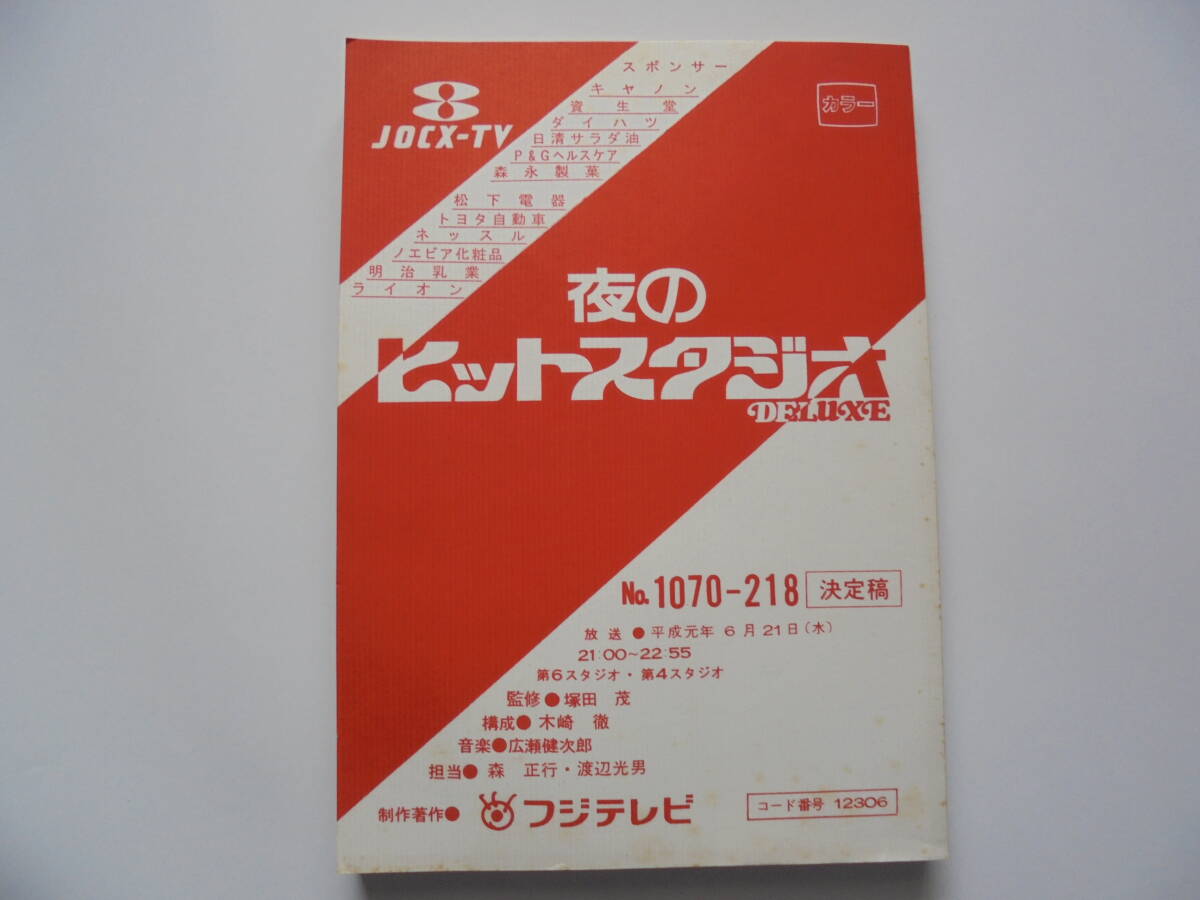 JOCX-TV
スポンサー
キヤノン
資生堂
ダイハツ
日清サラダ油
P&Gヘルスケア
森永製菓
松下電器
トヨタ自動車
ネッスル
ノエビア化粧品
明治乳業
ライオン
カラー
夜の
ヒットスタジオ
DELUXE
No. 1070-218 決定稿
放送●平成元年 6月21日(水)
21:00~22:55
第6スタジオ・第4スタジオ
監修●塚田 茂
構成●木崎 徹
音楽●広瀬健次郎
担当●森 正行・渡辺光男
制作著作●フジテレビ
コード番号 12306